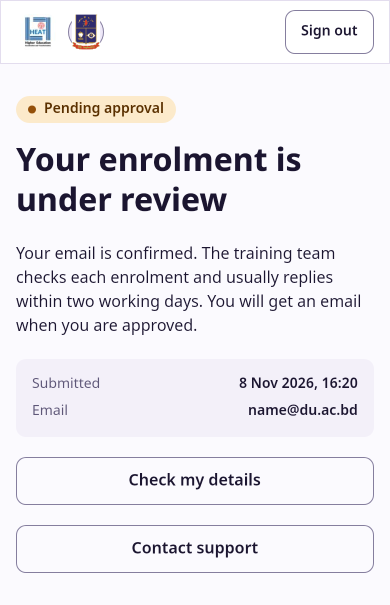 HEAT
Sign out
Pending approval
Your enrolment is
under review
Your email is confirmed. The training team
checks each enrolment and usually replies
within two working days. You will get an email
when you are approved.
Submitted
8 Nov 2026, 16:20
Email
name@du.ac.bd
Check my details
Contact support